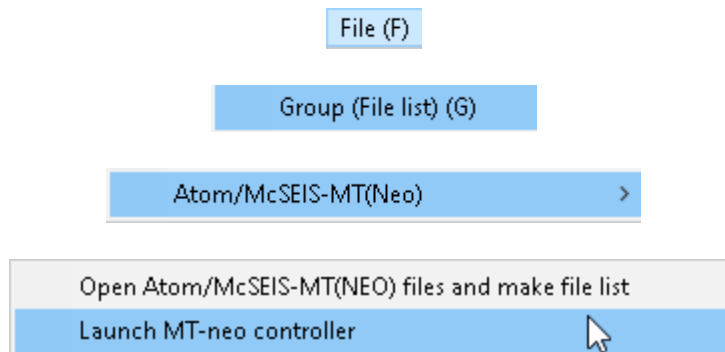 File (F)
Group (File list) (G)
Atom/McSEIS-MT(Neo)
Open Atom/McSEIS-MT(NEO) files and make file list
Launch MT-neo controller